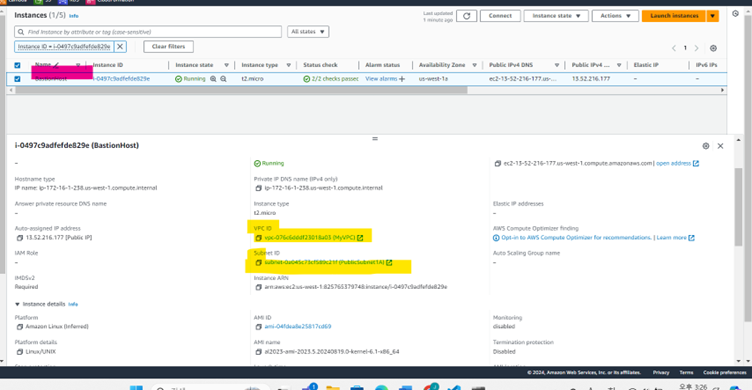 CloudFormation
Instances (1/5) Info
Last updated
1 minute ago
Connect
Instance state
Actions
Launch instances
Find Instance by attribute or tag (case-sensitive)
All states
Instance ID = i-0497c9adfefde829e
Clear filters
1
Name
Instance ID
Instance state
Instance type
Status check
Alarm status
Availability Zone
Public IPv4 DNS
Public IPv4 ...
Elastic IP
IPv6 IPs
BastionHost
i-0497c9adfefde829e
Running
t2.micro
2/2 checks passec
View alarms +
us-west-1a
ec2-13-52-216-177.us-...
13.52.216.177
–
–
i-0497c9adfefde829e (BastionHost)
–
Running
ec2-13-52-216-177.us-west-1.compute.amazonaws.com | open address
Hostname type
Private IP DNS name (IPv4 only)
IP name: ip-172-16-1-238.us-west-1.compute.internal
ip-172-16-1-238.us-west-1.compute.internal
Answer private resource DNS name
Instance type
Elastic IP addresses
–
t2.micro
–
Auto-assigned IP address
VPC ID
AWS Compute Optimizer finding
13.52.216.177 [Public IP]
(MyVPC)
Opt-in to AWS Compute Optimizer for recommendations. | Learn more
IAM Role
Subnet ID
Auto Scaling Group name
–
(PublicSubnet1A)
–
IMDSv2
Instance ARN
Required
arn:aws:ec2:us-west-1:825765379748:instance/i-0497c9adfefde829e
Instance details Info
Platform
AMI ID
Monitoring
Amazon Linux (Inferred)
ami-04fdea8e25817cd69
disabled
Platform details
AMI name
Termination protection
Linux/UNIX
al2023-ami-2023.5.20240819.0-kernel-6.1-x86_64
Disabled
© 2024, Amazon Web Services, Inc. or its affiliates.
Privacy
Terms
Cookie preferences
오후 3:26